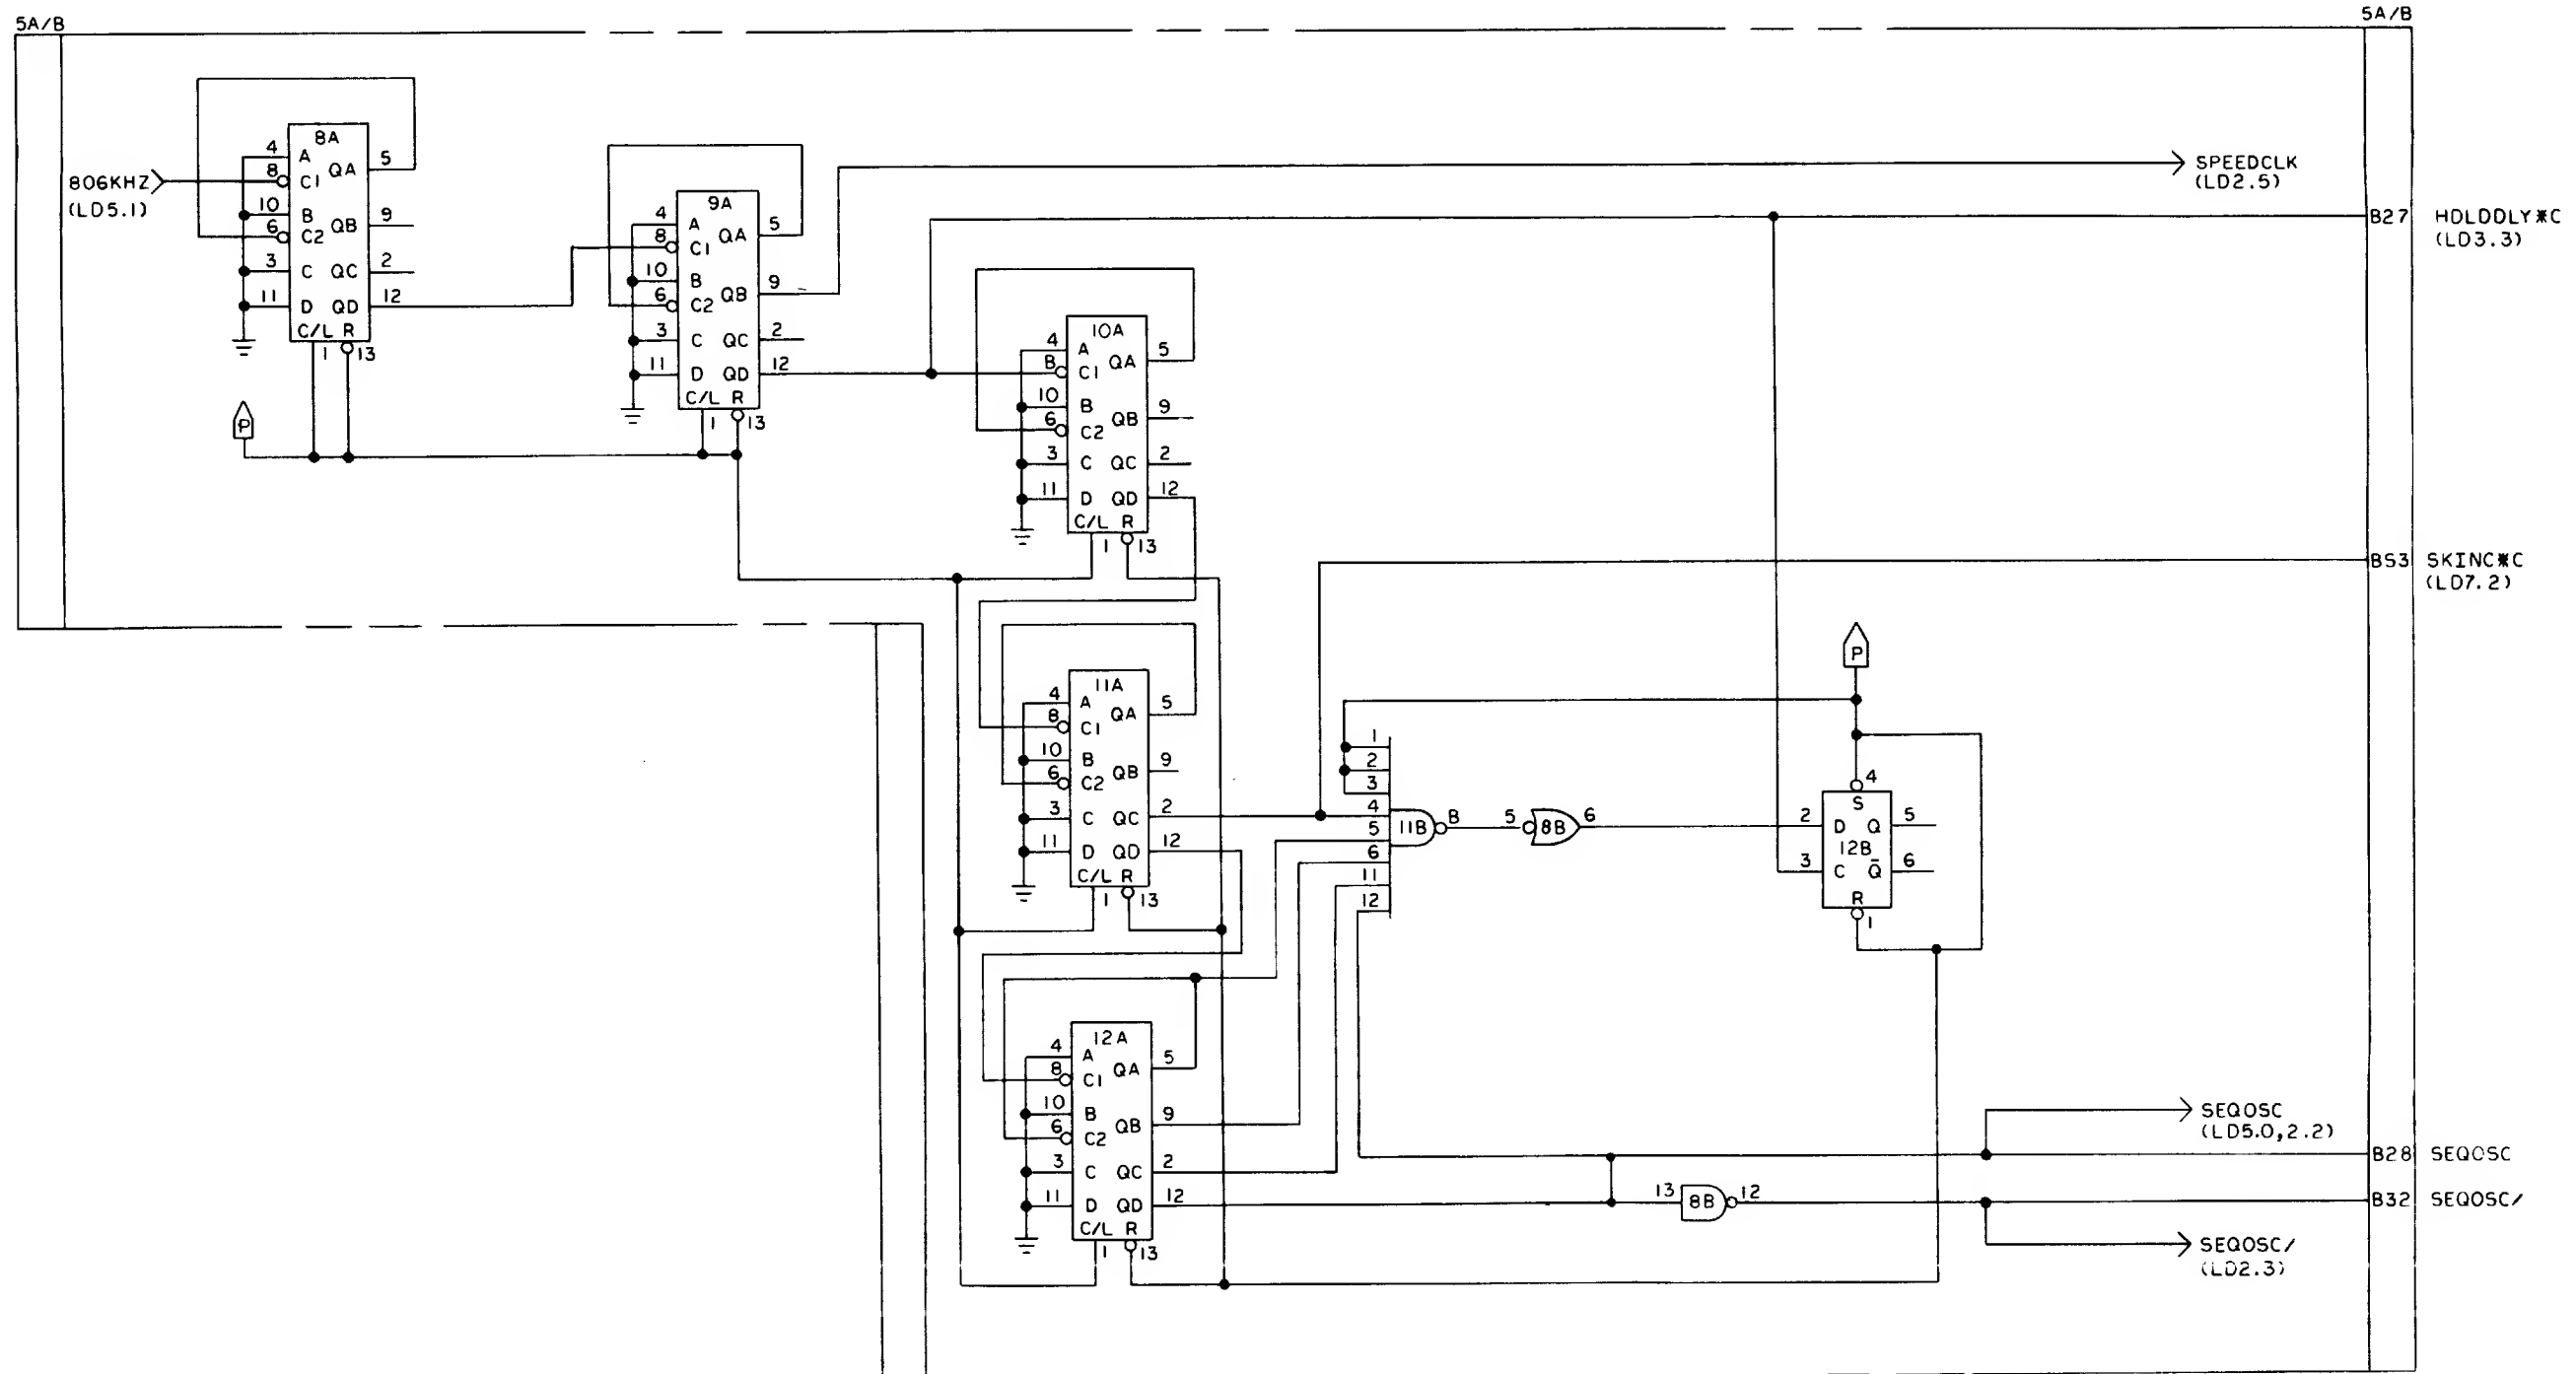 5A/B
5A/B
806KHZ
(LD5.1)
8A
4 A QA 5
8 C1
10 B QB 9
6 C2
3 C QC 2
11 D QD 12
C/L R
1 13
P
9A
4 A QA 5
8 C1
10 B QB 9
6 C2
3 C QC 2
11 D QD 12
C/L R
1 13
SPEEDCLK
(LD2.5)
B27 HDLDDLY*C
(LD3.3)
10A
4 A QA 5
8 C1
10 B QB 9
6 C2
3 C QC 2
11 D QD 12
C/L R
1 13
B53 SKINC*C
(LD7.2)
11A
4 A QA 5
8 C1
10 B QB 9
6 C2
3 C QC 2
11 D QD 12
C/L R
1 13
1
2
3
4
5
6
11
12
11B 8
5 8B 6
P
4
S
2 D Q 5
12B
3 C Q̅ 6
R
1
12A
4 A QA 5
8 C1
10 B QB 9
6 C2
3 C QC 2
11 D QD 12
C/L R
1 13
13 8B 12
SEQOSC
(LD5.0,2.2)
B28 SEQOSC
B32 SEQOSC/
SEQOSC/
(LD2.3)